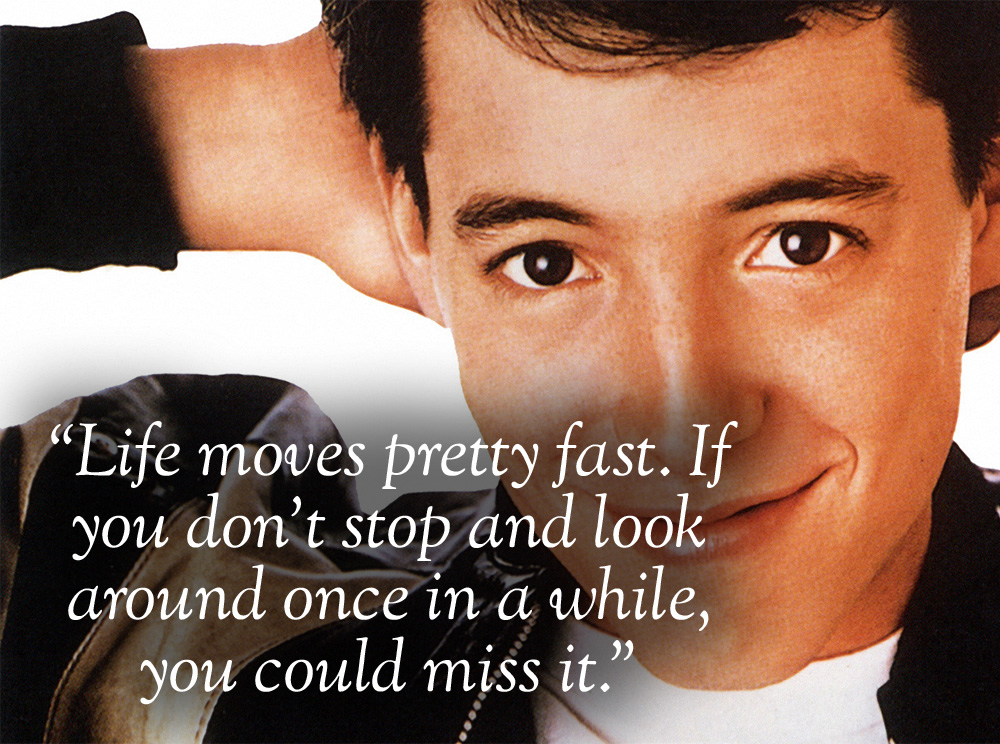 “Life moves pretty fast. If
you don’t stop and look
around once in a while,
you could miss it.”